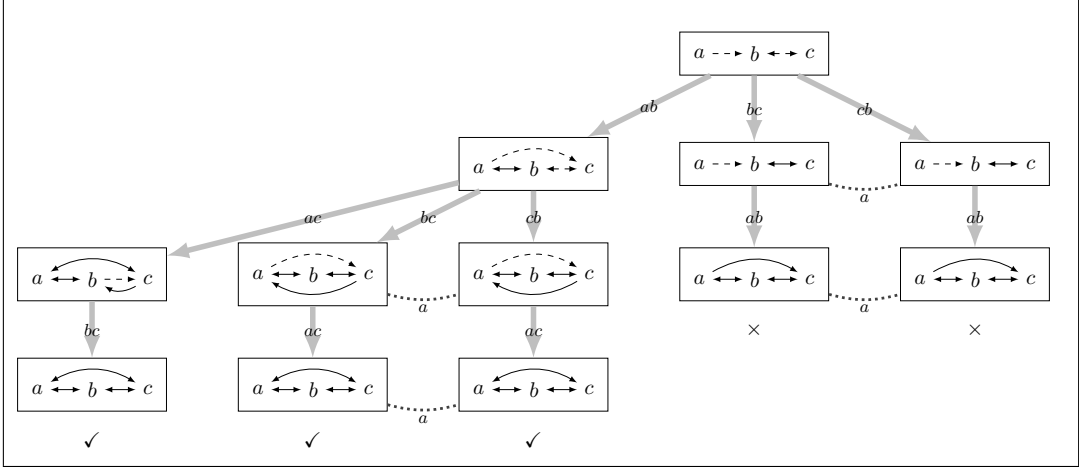 a b c
ab bc cb
a b c
a b c a b c
a
ac bc cb ab ab
a b c
a b c a b c
a b c a b c
a a
bc ac ac
× ×
a b c a b c a b c
a
✓ ✓ ✓